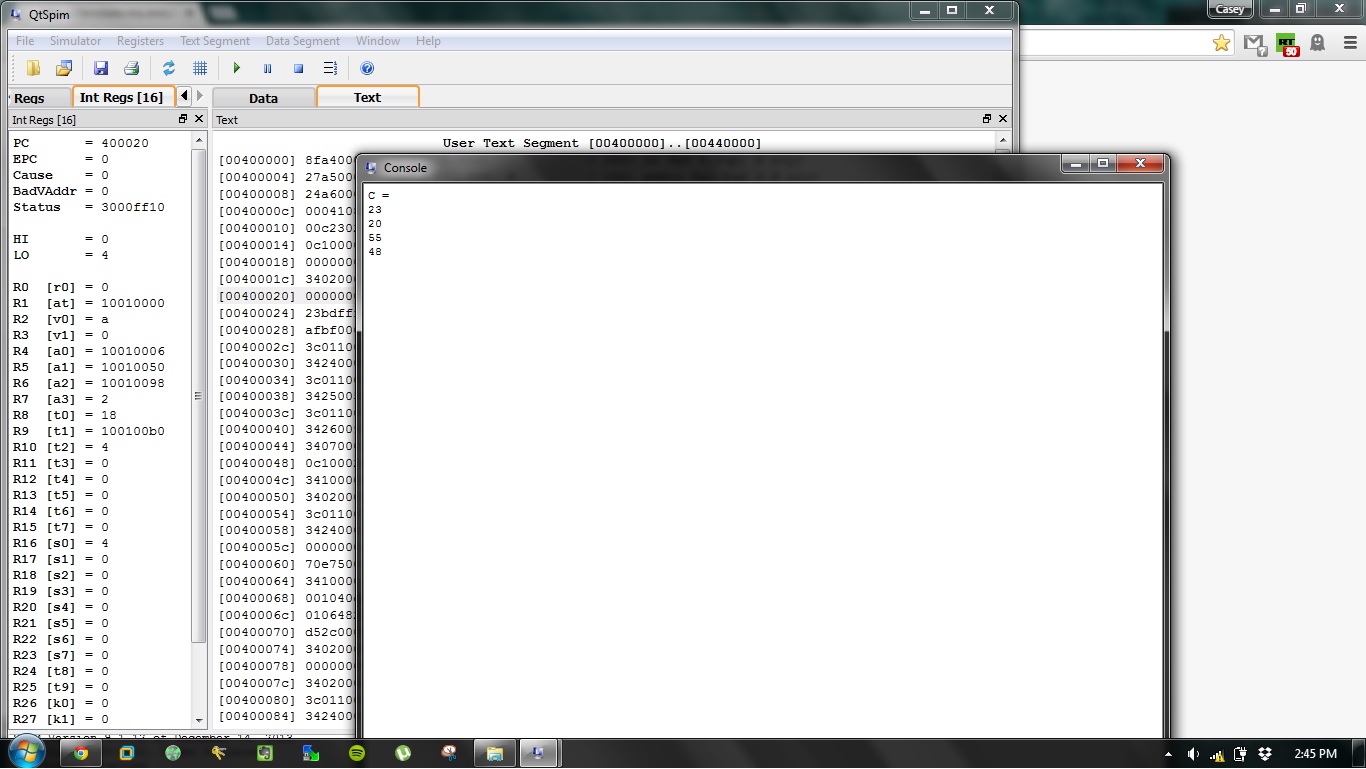 QtSpim
Casey
File Simulator Registers Text Segment Data Segment Window Help
Regs Int Regs [16] Data Text
Int Regs [16] Text
PC = 400020
EPC = 0
Cause = 0
BadVAddr = 0
Status = 3000ff10
HI = 0
LO = 4
R0 [r0] = 0
R1 [at] = 10010000
R2 [v0] = a
R3 [v1] = 0
R4 [a0] = 10010006
R5 [a1] = 10010050
R6 [a2] = 10010098
R7 [a3] = 2
R8 [t0] = 18
R9 [t1] = 100100b0
R10 [t2] = 4
R11 [t3] = 0
R12 [t4] = 0
R13 [t5] = 0
R14 [t6] = 0
R15 [t7] = 0
R16 [s0] = 4
R17 [s1] = 0
R18 [s2] = 0
R19 [s3] = 0
R20 [s4] = 0
R21 [s5] = 0
R22 [s6] = 0
R23 [s7] = 0
R24 [t8] = 0
R25 [t9] = 0
R26 [k0] = 0
R27 [k1] = 0
User Text Segment [00400000]..[00440000]
[00400000] 8fa400
[00400004] 27a500
[00400008] 24a600
[0040000c] 000410
[00400010] 00c230
[00400014] 0c1000
[00400018] 000000
[0040001c] 340200
[00400020] 000000
[00400024] 23bdff
[00400028] afbf00
[0040002c] 3c0110
[00400030] 342400
[00400034] 3c0110
[00400038] 342500
[0040003c] 3c0110
[00400040] 342600
[00400044] 340700
[00400048] 0c1000
[0040004c] 341000
[00400050] 340200
[00400054] 3c0110
[00400058] 342400
[0040005c] 000000
[00400060] 70e750
[00400064] 341000
[00400068] 001040
[0040006c] 010648
[00400070] d52c00
[00400074] 340200
[00400078] 000000
[0040007c] 340200
[00400080] 3c0110
[00400084] 342400
Console
C =
23
20
55
48
2:45 PM